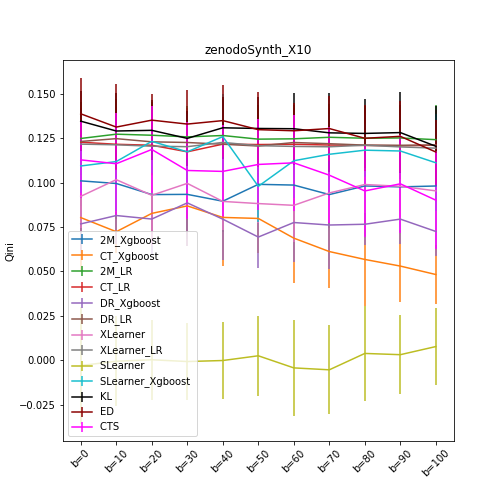 zenodoSynth_X10
Qini
0.150
0.125
0.100
0.075
0.050
0.025
0.000
−0.025
2M_Xgboost
CT_Xgboost
2M_LR
CT_LR
DR_Xgboost
DR_LR
XLearner
XLearner_LR
SLearner
SLearner_Xgboost
KL
ED
CTS
b=0
b=10
b=20
b=30
b=40
b=50
b=60
b=70
b=80
b=90
b=100